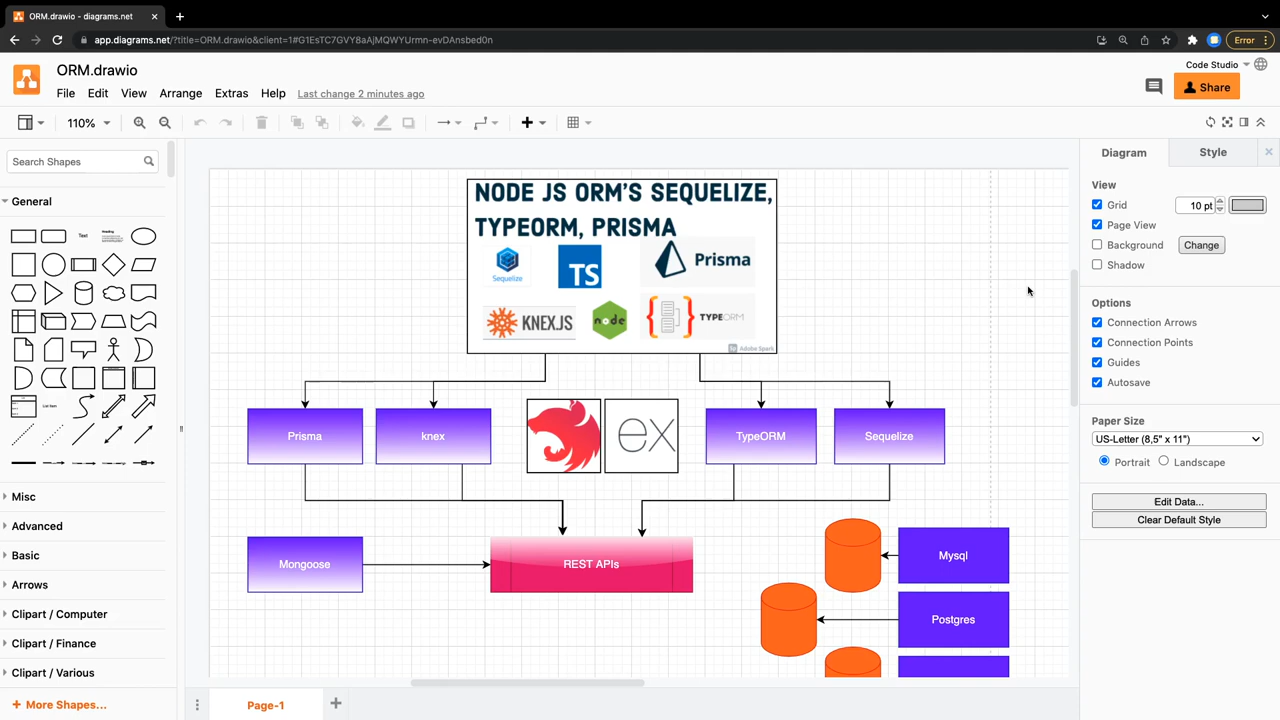 ORM.drawio - diagrams.net
app.diagrams.net/?title=ORM.drawio&client=1#G1EsTC7GVY8aAjMQWYUrmn-evDAnsbed0n
Error
ORM.drawio
Code Studio
File Edit View Arrange Extras Help Last change 2 minutes ago
Share
110%
Search Shapes
General
Text
Heading
List Item
Misc
Advanced
Basic
Arrows
Clipart / Computer
Clipart / Finance
Clipart / Various
+ More Shapes...
NODE JS ORM'S SEQUELIZE,
TYPEORM, PRISMA
Sequelize
TS
Prisma
KNEX.JS
node
TYPEORM
Adobe Spark
Prisma
knex
ex
TypeORM
Sequelize
Mongoose
REST APIs
Mysql
Postgres
Page-1
Diagram
Style
View
Grid
10 pt
Page View
Background
Change
Shadow
Options
Connection Arrows
Connection Points
Guides
Autosave
Paper Size
US-Letter (8,5" x 11")
Portrait
Landscape
Edit Data...
Clear Default Style